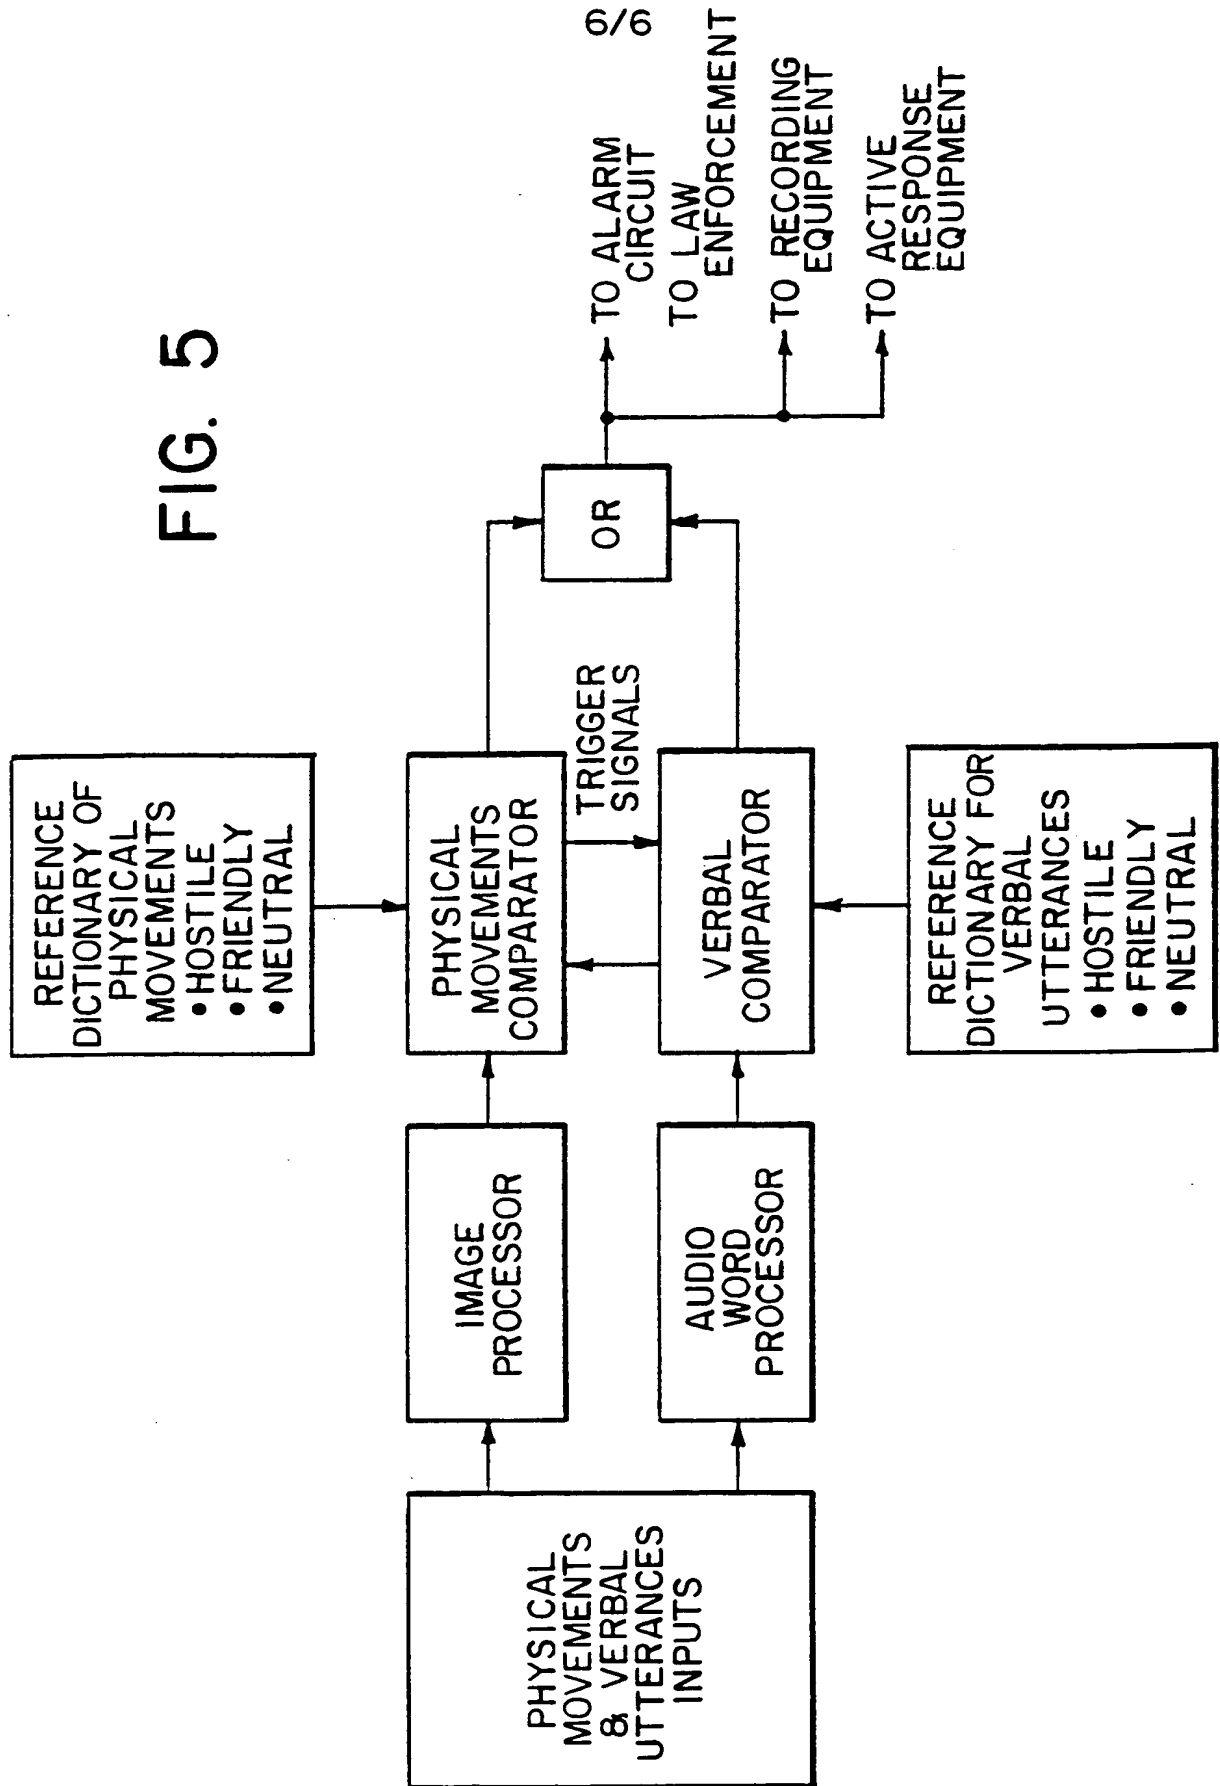 6/6
FIG. 5
REFERENCE
DICTIONARY OF
PHYSICAL
MOVEMENTS
• HOSTILE
• FRIENDLY
• NEUTRAL
PHYSICAL
MOVEMENTS
& VERBAL
UTTERANCES
INPUTS
IMAGE
PROCESSOR
AUDIO
WORD
PROCESSOR
PHYSICAL
MOVEMENTS
COMPARATOR
TRIGGER
SIGNALS
VERBAL
COMPARATOR
REFERENCE
DICTIONARY FOR
VERBAL
UTTERANCES
• HOSTILE
• FRIENDLY
• NEUTRAL
OR
TO ALARM
CIRCUIT
TO LAW
ENFORCEMENT
TO RECORDING
EQUIPMENT
TO ACTIVE
RESPONSE
EQUIPMENT